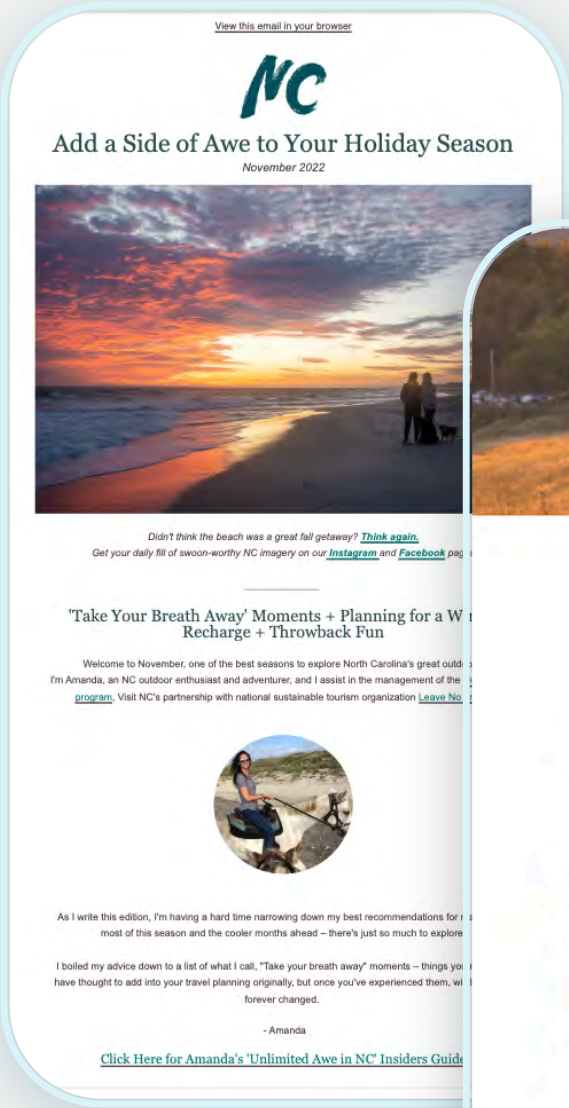 View this email in your browser
NC
Add a Side of Awe to Your Holiday Season
November 2022
Didn't think the beach was a great fall getaway? Think again.
Get your daily fill of swoon-worthy NC imagery on our Instagram and Facebook
'Take Your Breath Away' Moments + Planning for a
Recharge + Throwback Fun
Welcome to November, one of the best seasons to explore North Carolina's great
I'm Amanda, an NC outdoor enthusiast and adventurer, and I assist in the management of the
program, Visit NC's partnership with national sustainable tourism organization Leave No
As I write this edition, I'm having a hard time narrowing down my best recommendations for
most of this season and the cooler months ahead – there's just so much to explore
I boiled my advice down to a list of what I call, "Take your breath away" moments – things you
have thought to add into your travel planning originally, but once you've experienced them,
forever changed.
- Amanda
Click Here for Amanda's 'Unlimited Awe in NC' Insiders Guide